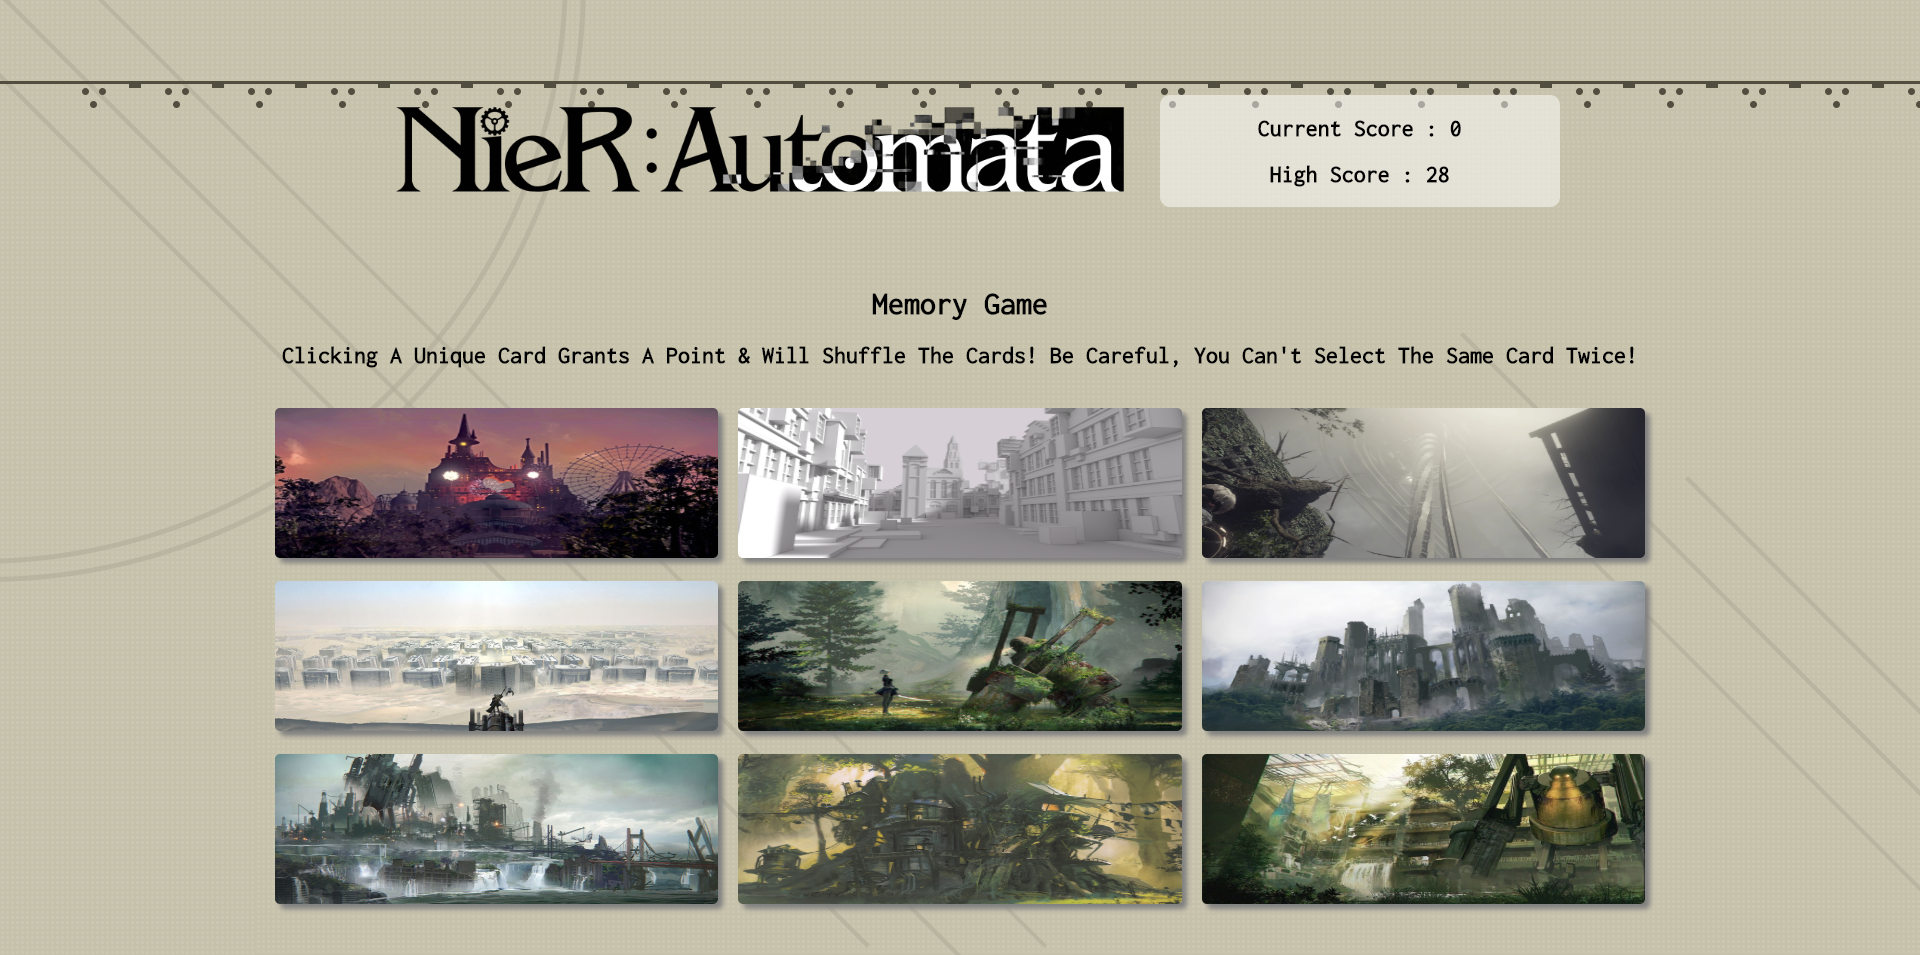 NieR:Automata
Current Score : 0
High Score : 28
Memory Game
Clicking A Unique Card Grants A Point & Will Shuffle The Cards! Be Careful, You Can't Select The Same Card Twice!